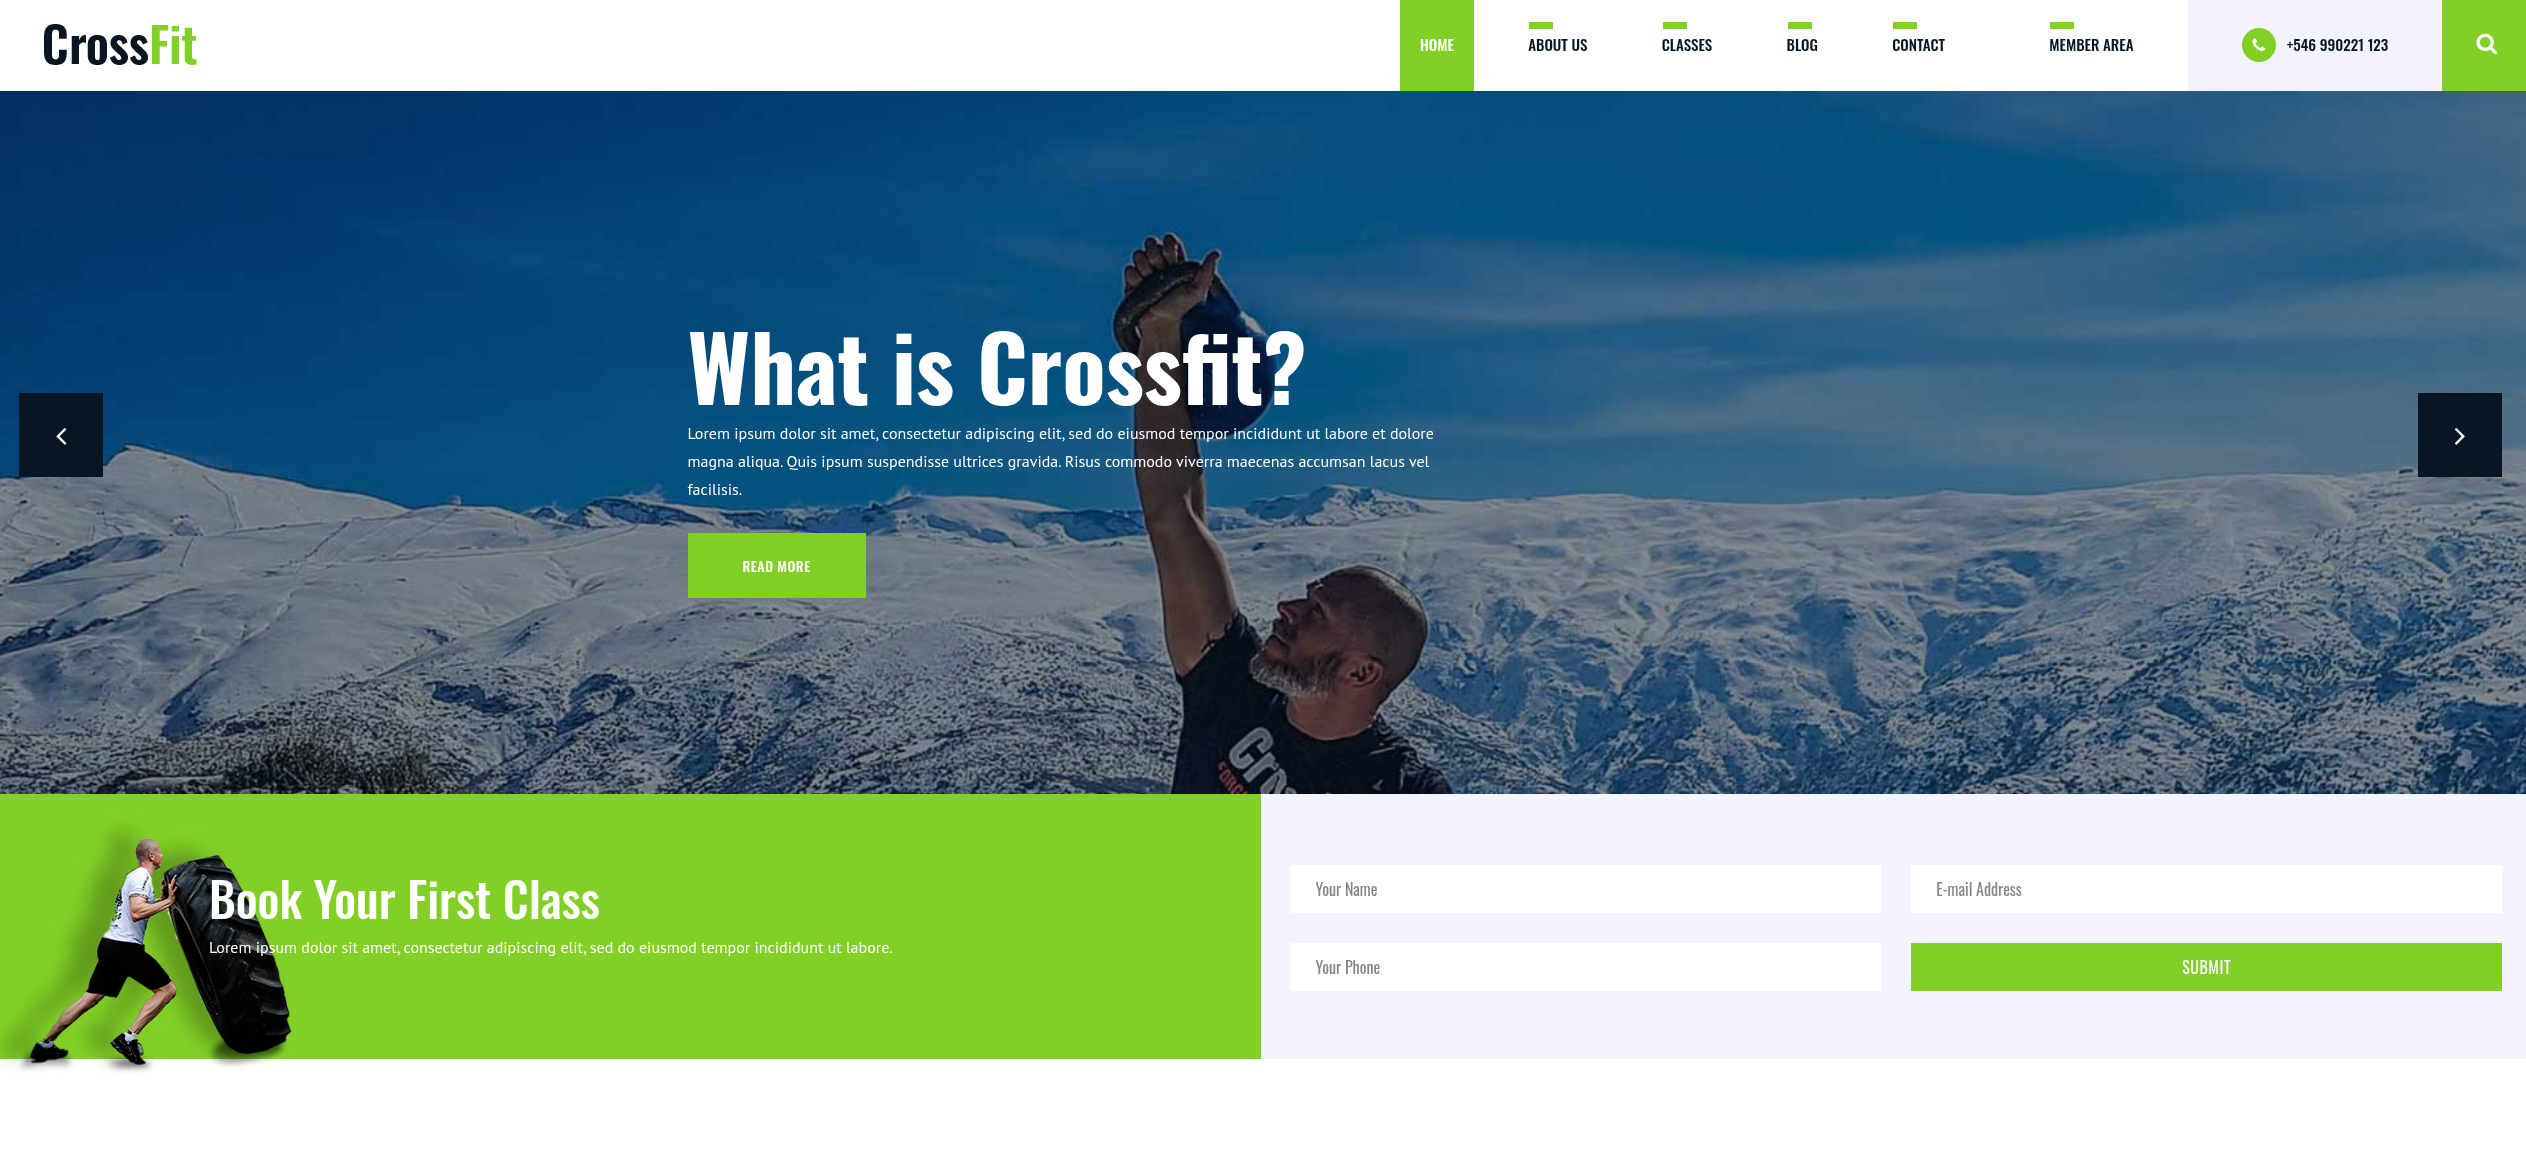 CrossFit
HOME
ABOUT US
CLASSES
BLOG
CONTACT
MEMBER AREA
+546 990221 123
What is Crossfit?
Lorem ipsum dolor sit amet, consectetur adipiscing elit, sed do eiusmod tempor incididunt ut labore et dolore
magna aliqua. Quis ipsum suspendisse ultrices gravida. Risus commodo viverra maecenas accumsan lacus vel
facilisis.
READ MORE
Cro
Book Your First Class
Lorem ipsum dolor sit amet, consectetur adipiscing elit, sed do eiusmod tempor incididunt ut labore.
Your Name
E-mail Address
Your Phone
SUBMIT